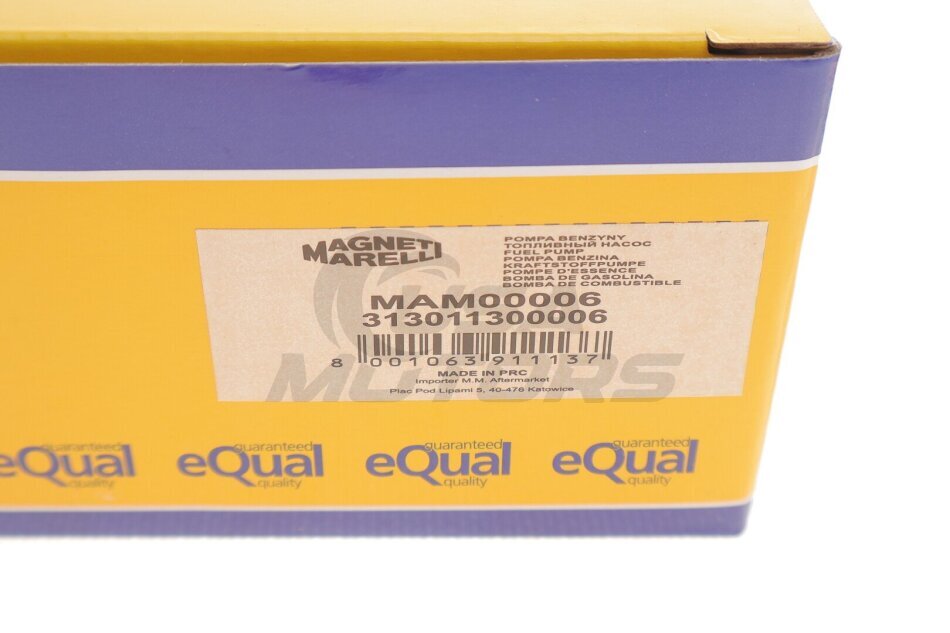 MAGNETI
MARELLI
POMPA BENZYNY
ТОПЛИВНЫЙ НАСОС
FUEL PUMP
POMPA BENZINA
KRAFTSTOFFPUMPE
POMPE D'ESSENCE
BOMBA DE GASOLINA
BOMBA DE COMBUSTIBLE
MAM00006
313011300006
8 001063 911137
MADE IN PRC
Importer M.M. Aftermarket
Plac Pod Lipami 5, 40-476 Katowice
MOTORS
guaranteed
eQual
quality
guaranteed
eQual
quality
guaranteed
eQual
quality
guaranteed
eQual
quality